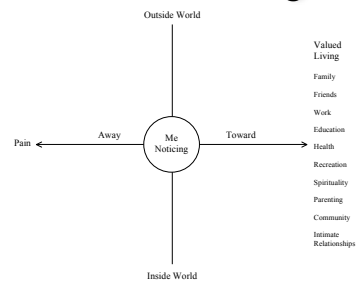 Outside World
Valued
Living
Family
Friends
Work
Education
Health
Recreation
Spirituality
Parenting
Community
Intimate
Relationships
Pain
Away
Me
Noticing
Toward
Inside World